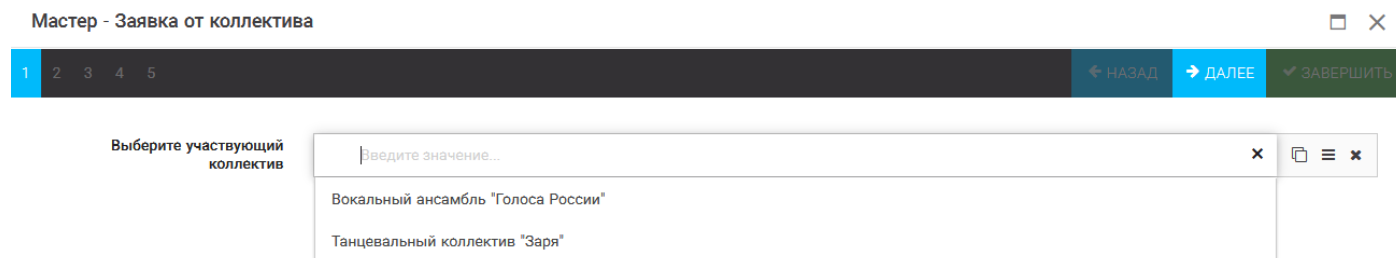 Мастер - Заявка от коллектива
1 2 3 4 5 НАЗАД ДАЛЕЕ ЗАВЕРШИТЬ
Выберите участвующий
коллектив
Введите значение...
Вокальный ансамбль "Голоса России"
Танцевальный коллектив "Заря"